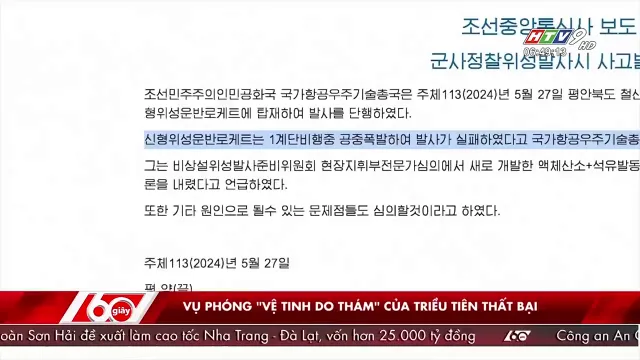 조선중앙통신사 보도
HTV9 HD
06:49:13
군사정찰위성발사시 사고발
조선민주주의인민공화국 국가항공우주기술총국은 주체113(2024)년 5월 27일 평안북도 철산
형위성운반로케트에 탑재하여 발사를 단행하였다.
신형위성운반로케트는 1계단비행중 공중폭발하여 발사가 실패하였다고 국가항공우주기술총
그는 비상설위성발사준비위원회 현장지휘부전문가심의에서 새로 개발한 액체산소+석유발동
론을 내렸다고 언급하였다.
또한 기타 원인으로 될수 있는 문제점들도 심의할것이라고 하였다.
주체113(2024)년 5월 27일
평 양(끝)
60 giây
VỤ PHÓNG "VỆ TINH DO THÁM" CỦA TRIỀU TIÊN THẤT BẠI
oàn Sơn Hải đề xuất làm cao tốc Nha Trang - Đà Lạt, vốn hơn 25.000 tỷ đồng 60 Công an An G